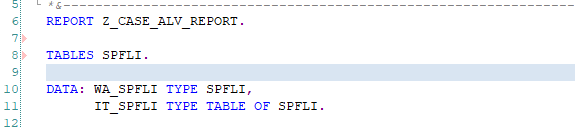 5 *&---------------------------------------------------------------------
6 REPORT Z_CASE_ALV_REPORT.
7
8 TABLES SPFLI.
9
10 DATA: WA_SPFLI TYPE SPFLI,
11 IT_SPFLI TYPE TABLE OF SPFLI.
12